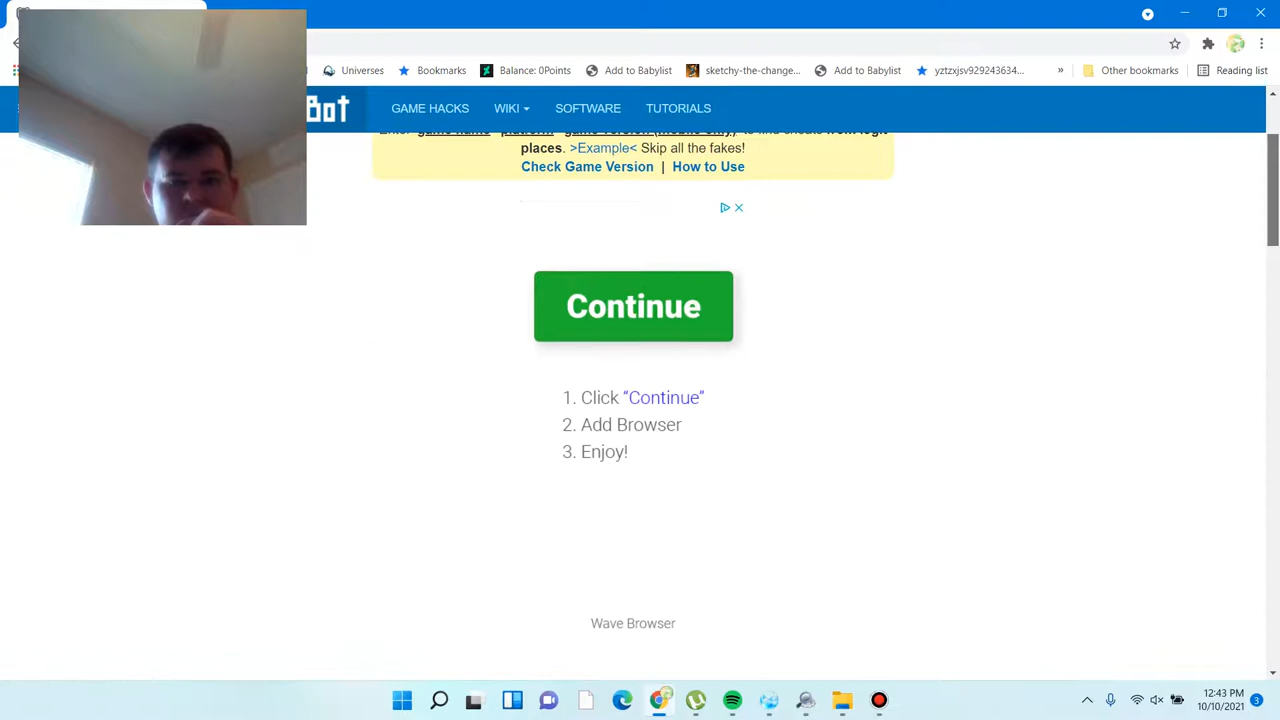 Universes
Bookmarks
Balance: 0Points
Add to Babylist
sketchy-the-change...
Add to Babylist
yztzxjsv929243634...
»
Other bookmarks
Reading list
Bot
GAME HACKS
WIKI
SOFTWARE
TUTORIALS
places. >Example< Skip all the fakes!
Check Game Version | How to Use
Continue
1. Click “Continue”
2. Add Browser
3. Enjoy!
Wave Browser
12:43 PM
10/10/2021
3